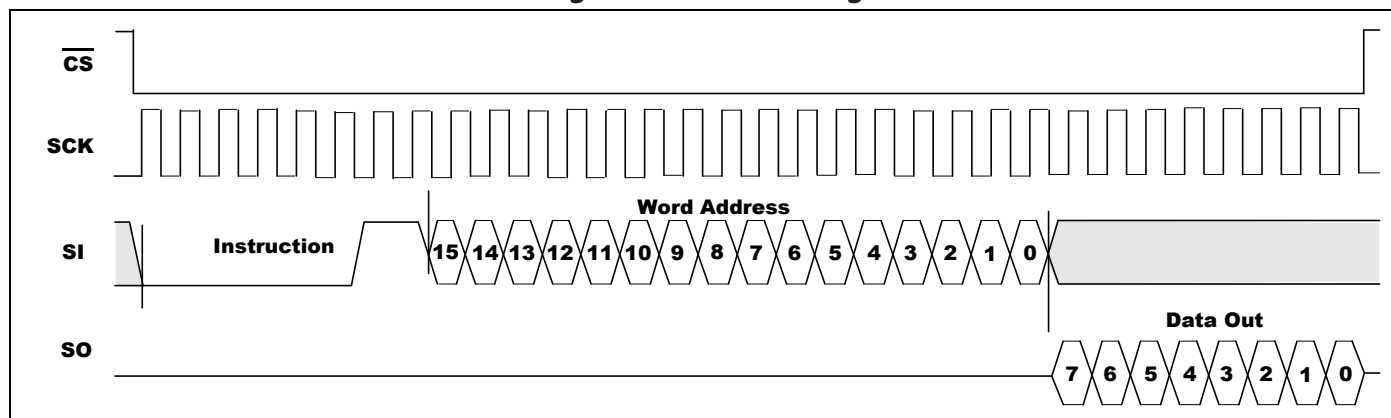 CS
SCK
Word Address
SI Instruction 15 14 13 12 11 10 9 8 7 6 5 4 3 2 1 0
Data Out
SO 7 6 5 4 3 2 1 0